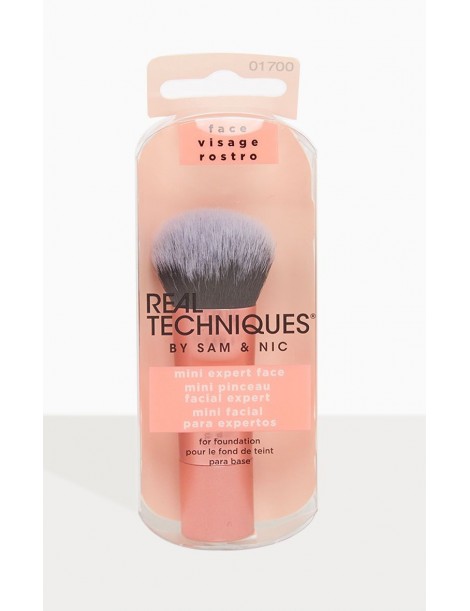 01700
face
visage
rostro
REAL
TECHNIQUES®
BY SAM & NIC
mini expert face
mini pinceau
facial expert
mini facial
para expertos
for foundation
pour le fond de teint
para base